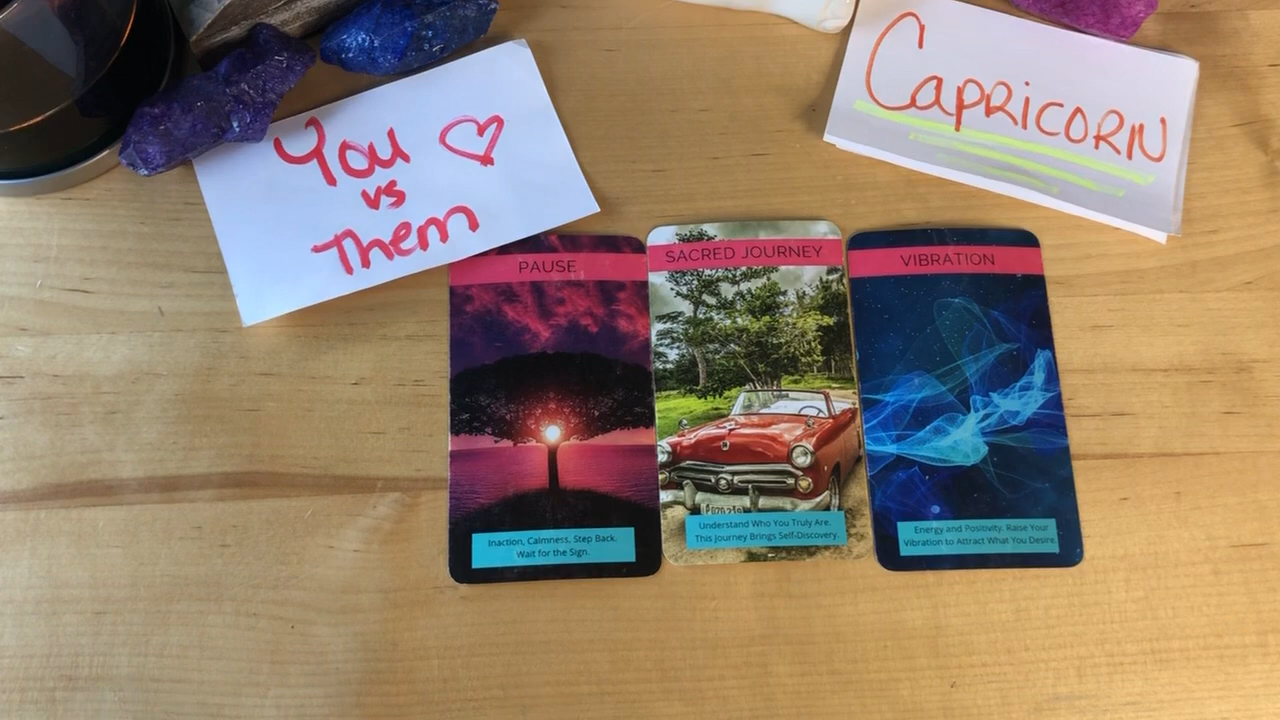 You
vs
Them
CAPRICORN
PAUSE
Inaction, Calmness, Step Back.
Wait for the Sign.
SACRED JOURNEY
Understand Who You Truly Are.
This Journey Brings Self-Discovery.
VIBRATION
Energy and Positivity. Raise Your
Vibration to Attract What You Desire.